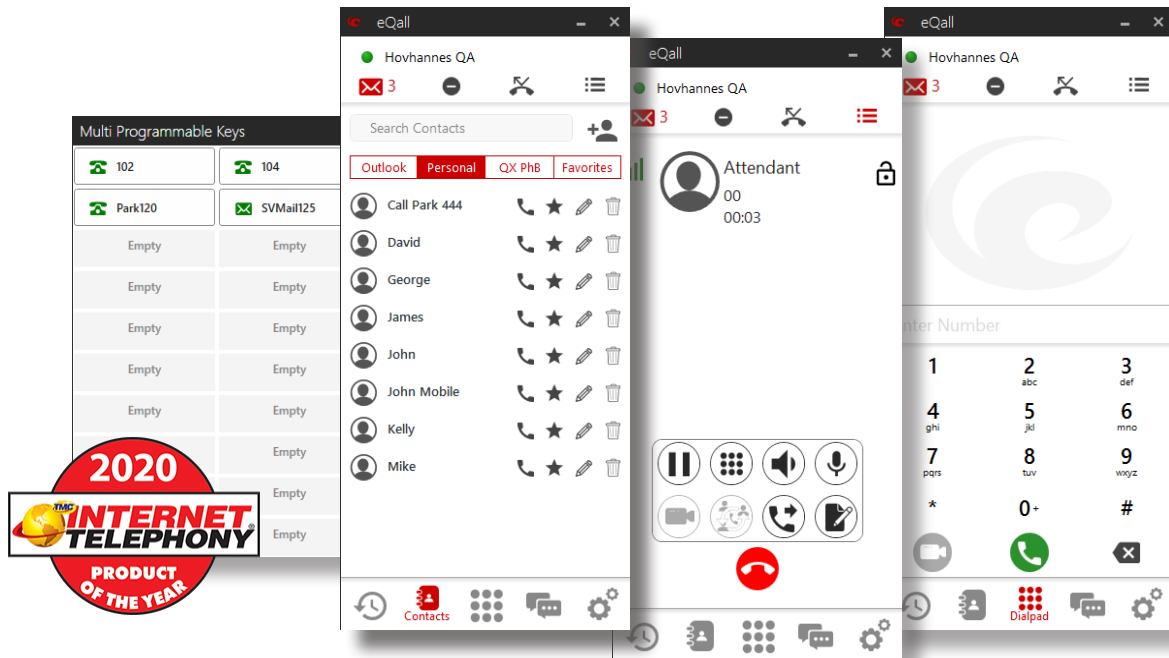 Multi Programmable Keys
102
104
Park120
SVMail125
Empty
Empty
Empty
Empty
Empty
Empty
Empty
Empty
Empty
Empty
Empty
Empty
Empty
2020
TMC
INTERNET
TELEPHONY®
PRODUCT
OF THE YEAR
eQall
Hovhannes QA
3
Search Contacts
Outlook Personal QX PhB Favorites
Call Park 444
David
George
James
John
John Mobile
Kelly
Mike
Contacts
eQall
Hovhannes QA
3
Attendant
00
00:03
eQall
Hovhannes QA
3
nter Number
1 2 3
abc def
4 5 6
ghi jkl mno
7 8 9
pqrs tuv wxyz
* 0+ #
Dialpad